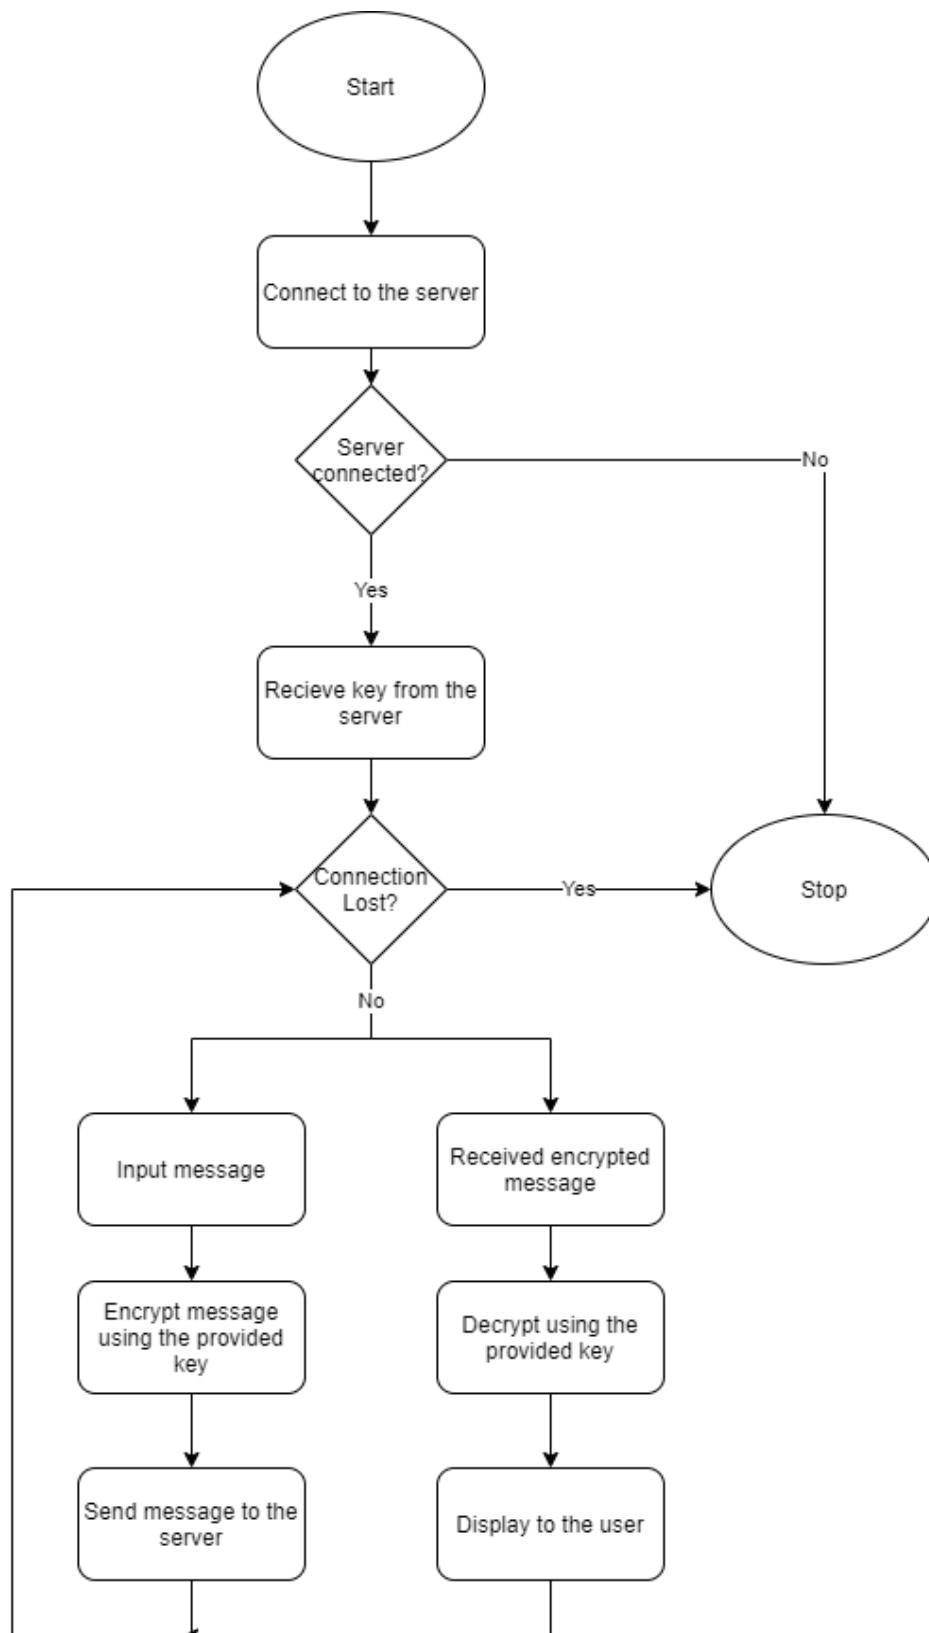 Start
Connect to the server
Server
connected?
No
Yes
Recieve key from the
server
Connection
Lost?
Yes
Stop
No
Input message
Received encrypted
message
Encrypt message
using the provided
key
Decrypt using the
provided key
Send message to the
server
Display to the user